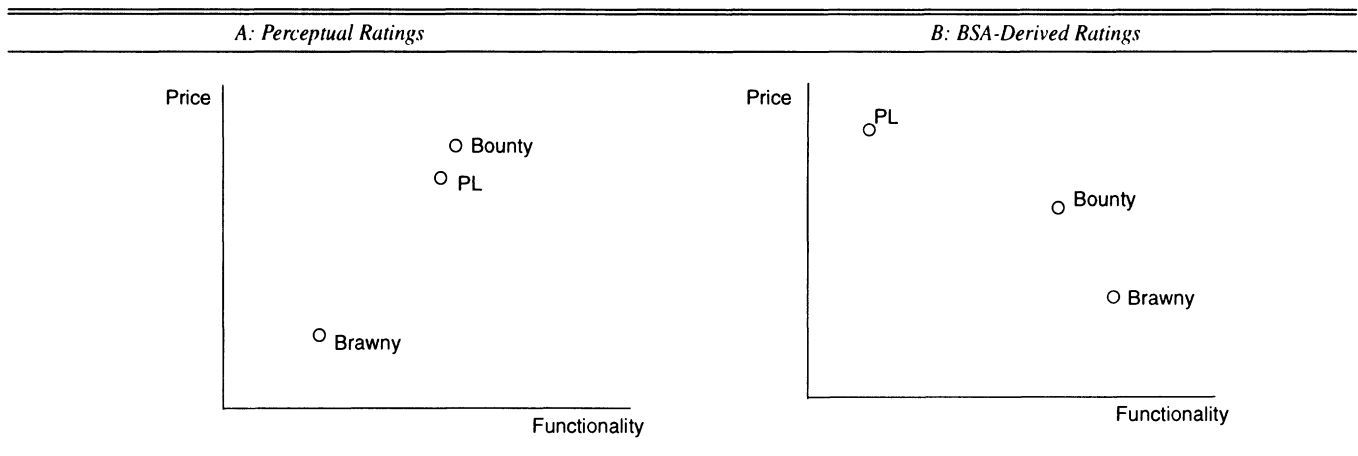 A: Perceptual Ratings
B: BSA-Derived Ratings
Price
Bounty
PL
Brawny
Functionality
Price
PL
Bounty
Brawny
Functionality